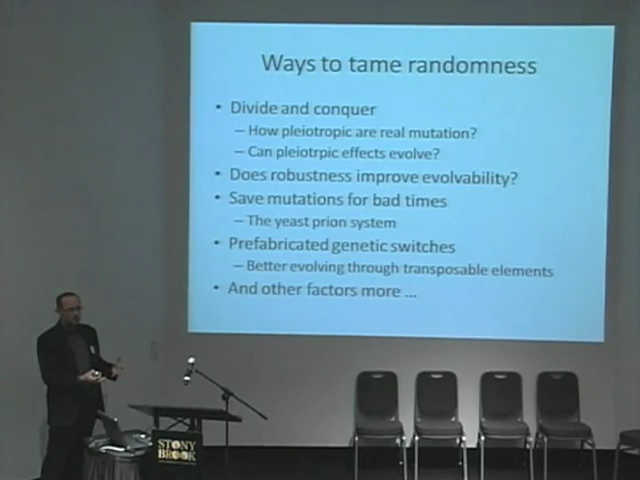 Ways to tame randomness
• Divide and conquer
– How pleiotropic are real mutation?
– Can pleiotrpic effects evolve?
• Does robustness improve evolvability?
• Save mutations for bad times
– The yeast prion system
• Prefabricated genetic switches
– Better evolving through transposable elements
• And other factors more ...
STONY
BROOK